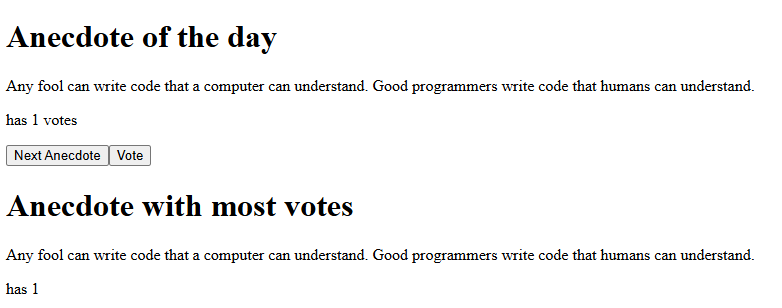 Anecdote of the day
Any fool can write code that a computer can understand. Good programmers write code that humans can understand.
has 1 votes
Next Anecdote Vote
Anecdote with most votes
Any fool can write code that a computer can understand. Good programmers write code that humans can understand.
has 1